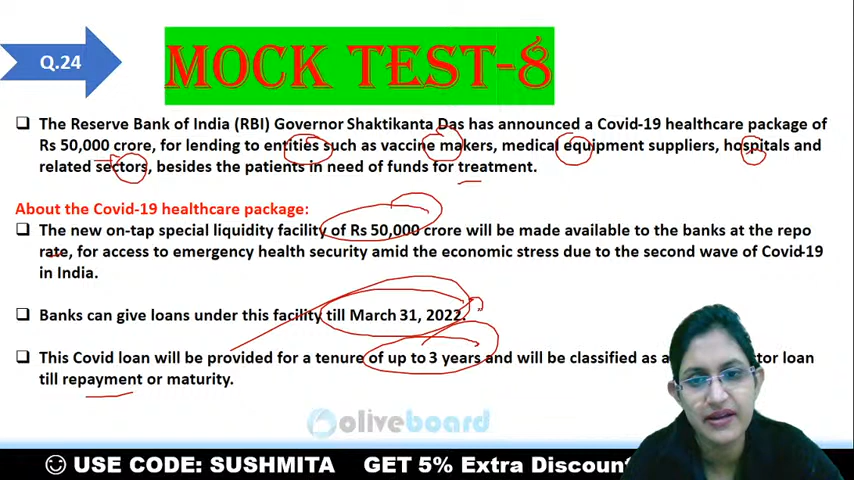 Q.24
MOCK TEST-8
The Reserve Bank of India (RBI) Governor Shaktikanta Das has announced a Covid-19 healthcare package of
Rs 50,000 crore, for lending to entities such as vaccine makers, medical equipment suppliers, hospitals and
related sectors, besides the patients in need of funds for treatment.
About the Covid-19 healthcare package:
The new on-tap special liquidity facility of Rs 50,000 crore will be made available to the banks at the repo
rate, for access to emergency health security amid the economic stress due to the second wave of Covid-19
in India.
Banks can give loans under this facility till March 31, 2022.
This Covid loan will be provided for a tenure of up to 3 years and will be classified as a loan
till repayment or maturity.
oliveboard
USE CODE: SUSHMITA GET 5% Extra Discount